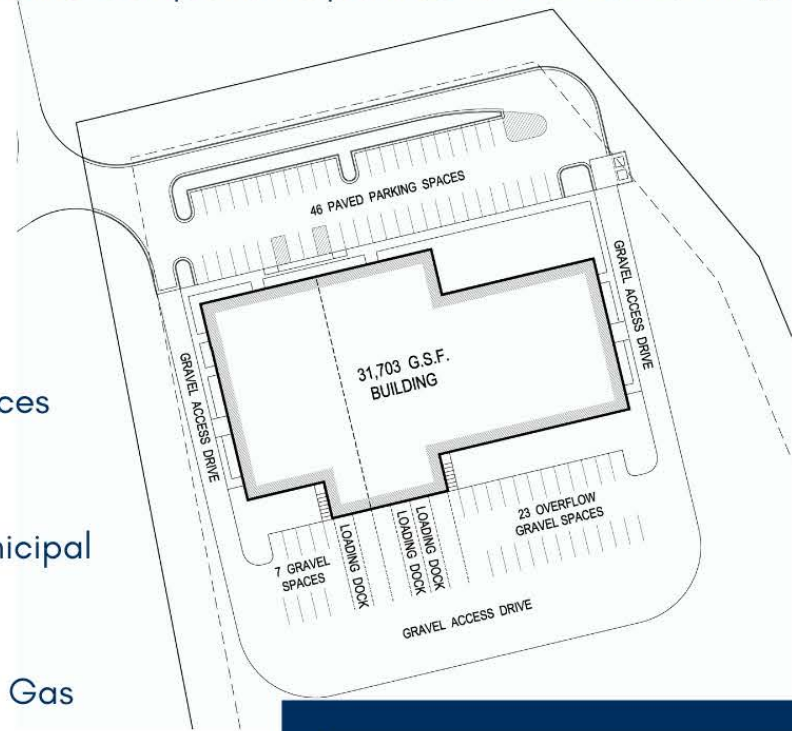 46 PAVED PARKING SPACES
GRAVEL ACCESS DRIVE
31,703 G.S.F.
BUILDING
GRAVEL ACCESS DRIVE
ces
23 OVERFLOW
GRAVEL SPACES
LOADING DOCK
LOADING DOCK
LOADING DOCK
nicipal
7 GRAVEL
SPACES
GRAVEL ACCESS DRIVE
Gas